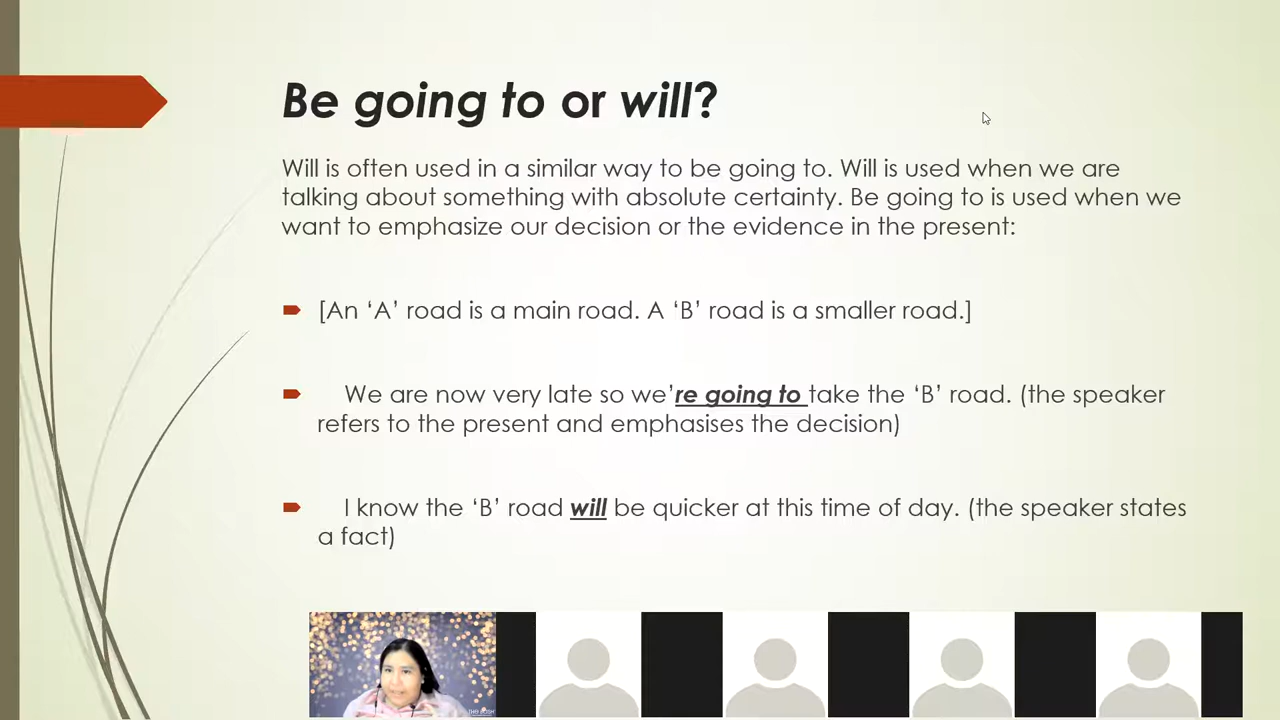 Be going to or will?
Will is often used in a similar way to be going to. Will is used when we are
talking about something with absolute certainty. Be going to is used when we
want to emphasize our decision or the evidence in the present:
[An ‘A’ road is a main road. A ‘B’ road is a smaller road.]
We are now very late so we’re going to take the ‘B’ road. (the speaker
refers to the present and emphasises the decision)
I know the ‘B’ road will be quicker at this time of day. (the speaker states
a fact)